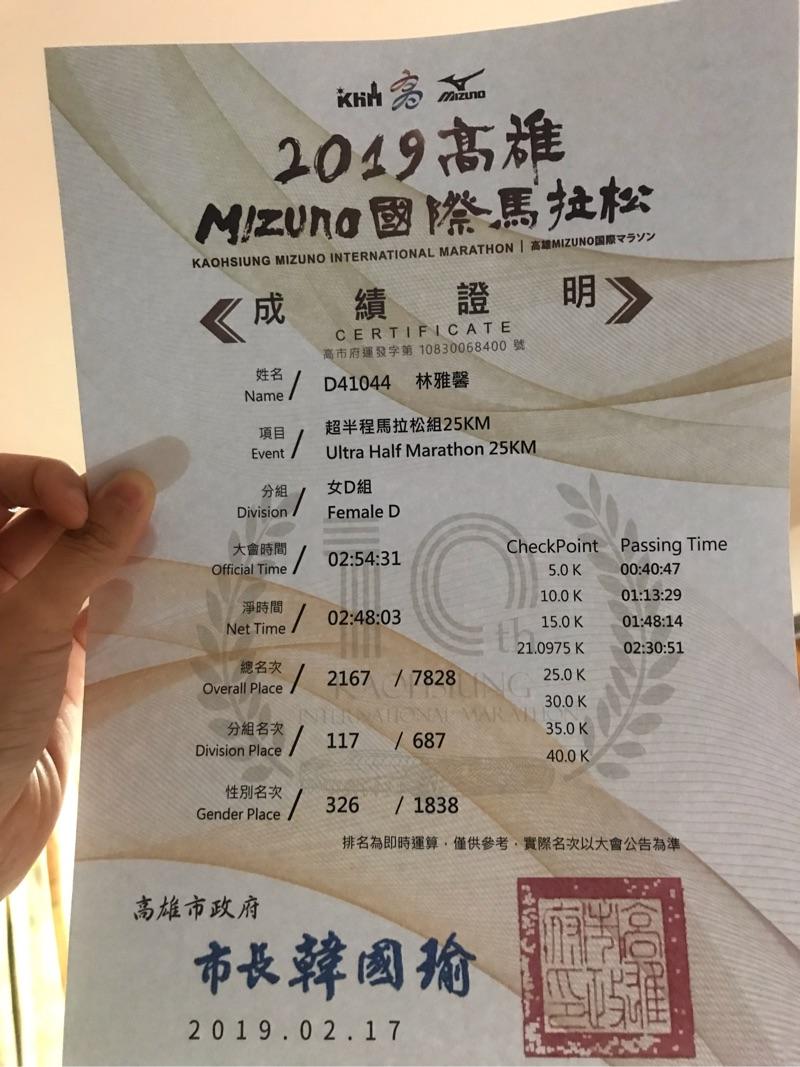 KHH 高 MIZUNO
2019高雄
MIZUNO國際馬拉松
KAOHSIUNG MIZUNO INTERNATIONAL MARATHON | 高雄MIZUNO国際マラソン
成績證明
CERTIFICATE
高市府運發字第 10830068400 號
姓名
Name / D41044 林雅馨
項目
Event / 超半程馬拉松組25KM
Ultra Half Marathon 25KM
分組
Division / 女D組
Female D
大會時間
Official Time / 02:54:31
淨時間
Net Time / 02:48:03
總名次
Overall Place / 2167 / 7828
分組名次
Division Place / 117 / 687
性別名次
Gender Place / 326 / 1838
CheckPoint Passing Time
5.0 K 00:40:47
10.0 K 01:13:29
15.0 K 01:48:14
21.0975 K 02:30:51
25.0 K
30.0 K
35.0 K
40.0 K
10th
KAOHSIUNG
INTERNATIONAL MARATHON
排名為即時運算，僅供參考，實際名次以大會公告為準
高雄市政府
市長韓國瑜
2019.02.17
高雄市政府印